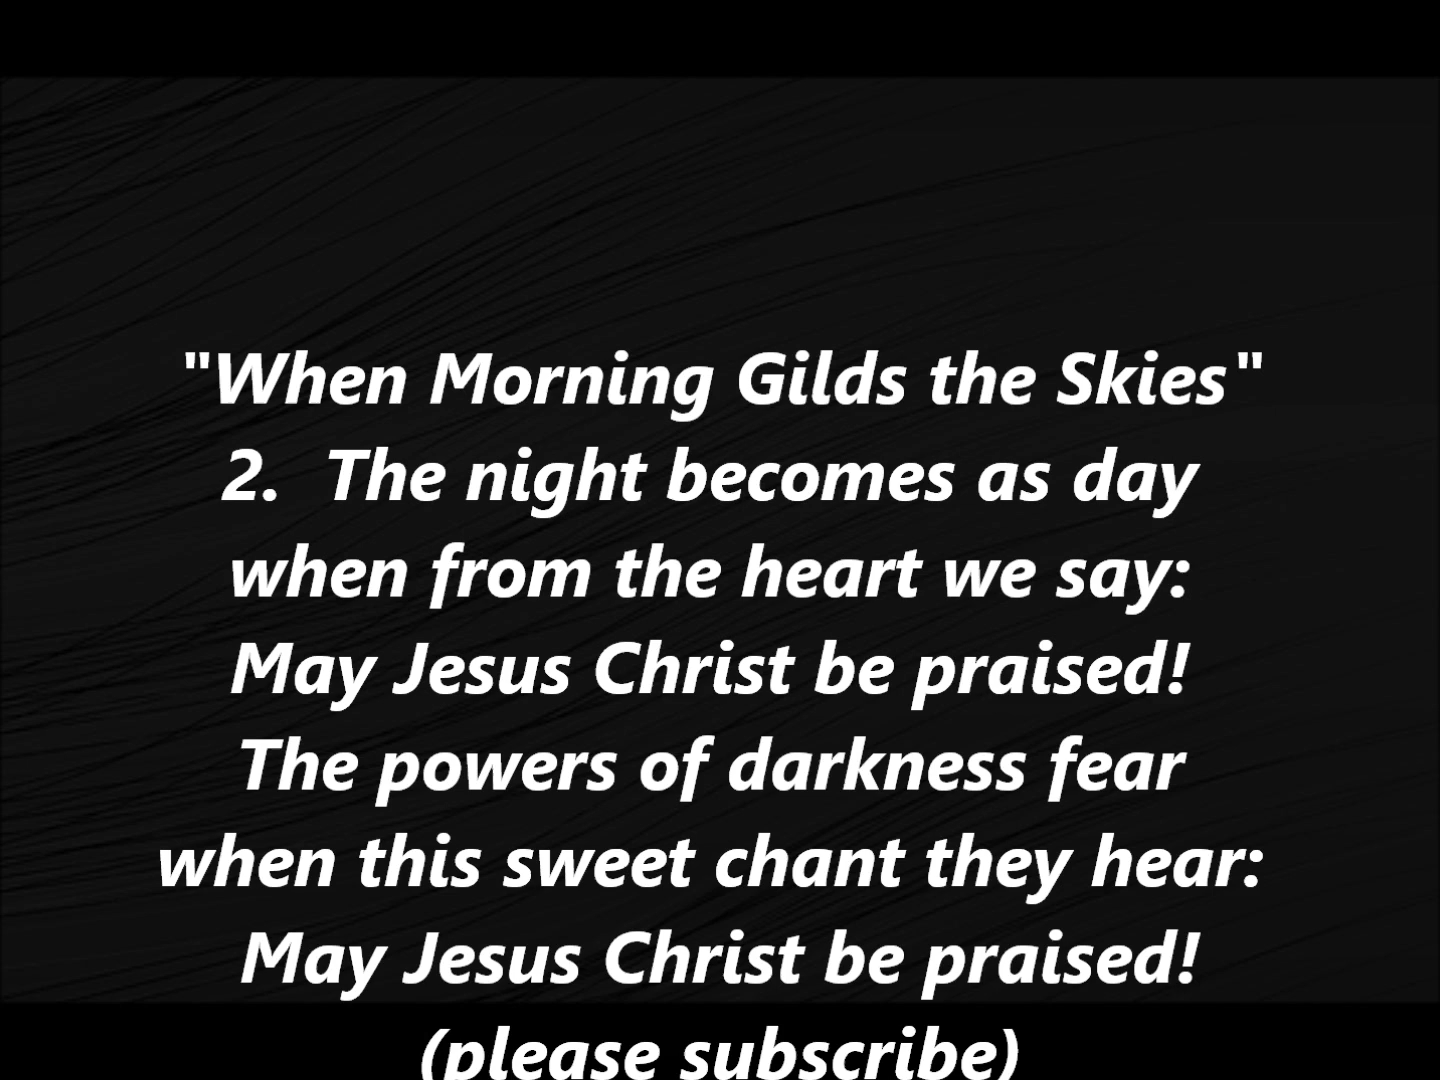 "When Morning Gilds the Skies"
2.  The night becomes as day
when from the heart we say:
May Jesus Christ be praised!
The powers of darkness fear
when this sweet chant they hear:
May Jesus Christ be praised!
(please subscribe)